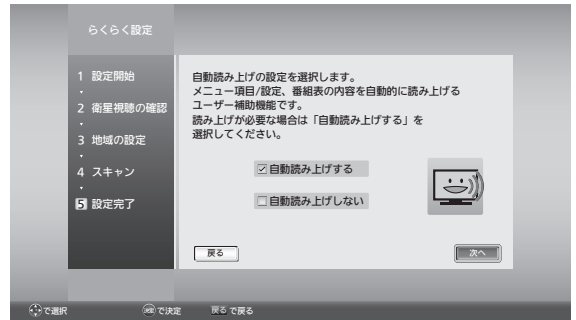 らくらく設定
1 設定開始
2 衛星視聴の確認
3 地域の設定
4 スキャン
5 設定完了
自動読み上げの設定を選択します。
メニュー項目/設定、番組表の内容を自動的に読み上げる
ユーザー補助機能です。
読み上げが必要な場合は「自動読み上げする」を
選択してください。
自動読み上げする
自動読み上げしない
戻る
次へ
で選択
決定 で決定
戻る で戻る